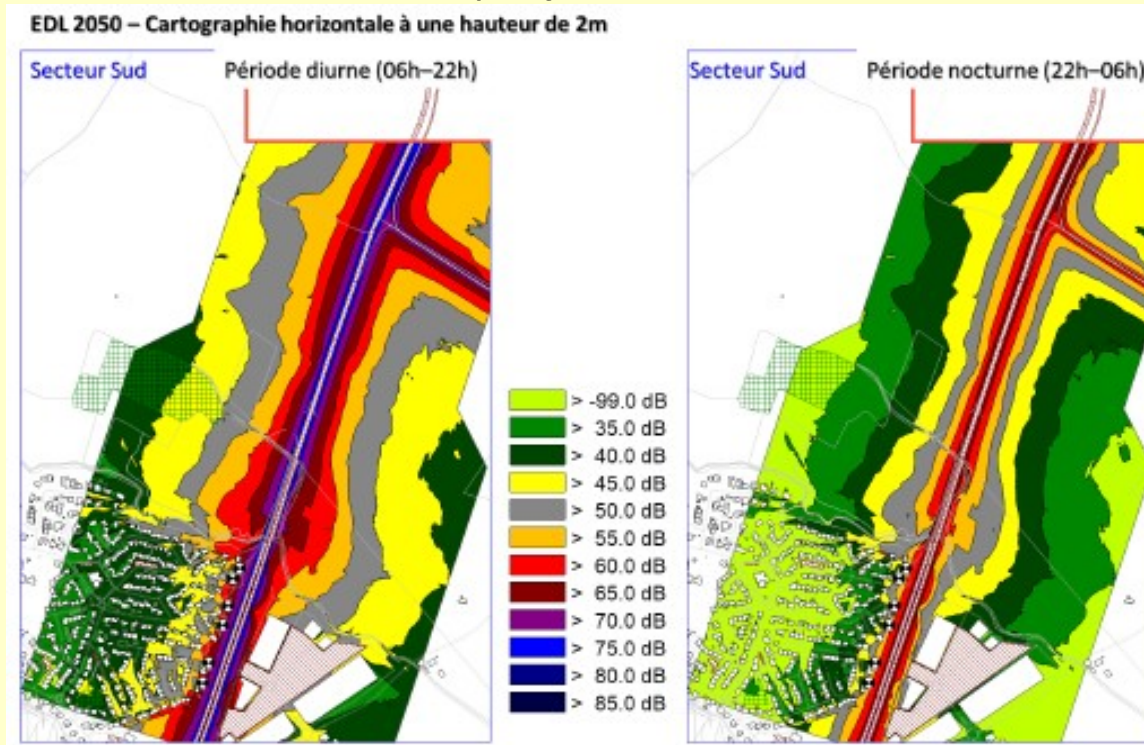 EDL 2050 – Cartographie horizontale à une hauteur de 2m
Secteur Sud Période diurne (06h–22h)
Secteur Sud Période nocturne (22h–06h)
> -99.0 dB
> 35.0 dB
> 40.0 dB
> 45.0 dB
> 50.0 dB
> 55.0 dB
> 60.0 dB
> 65.0 dB
> 70.0 dB
> 75.0 dB
> 80.0 dB
> 85.0 dB